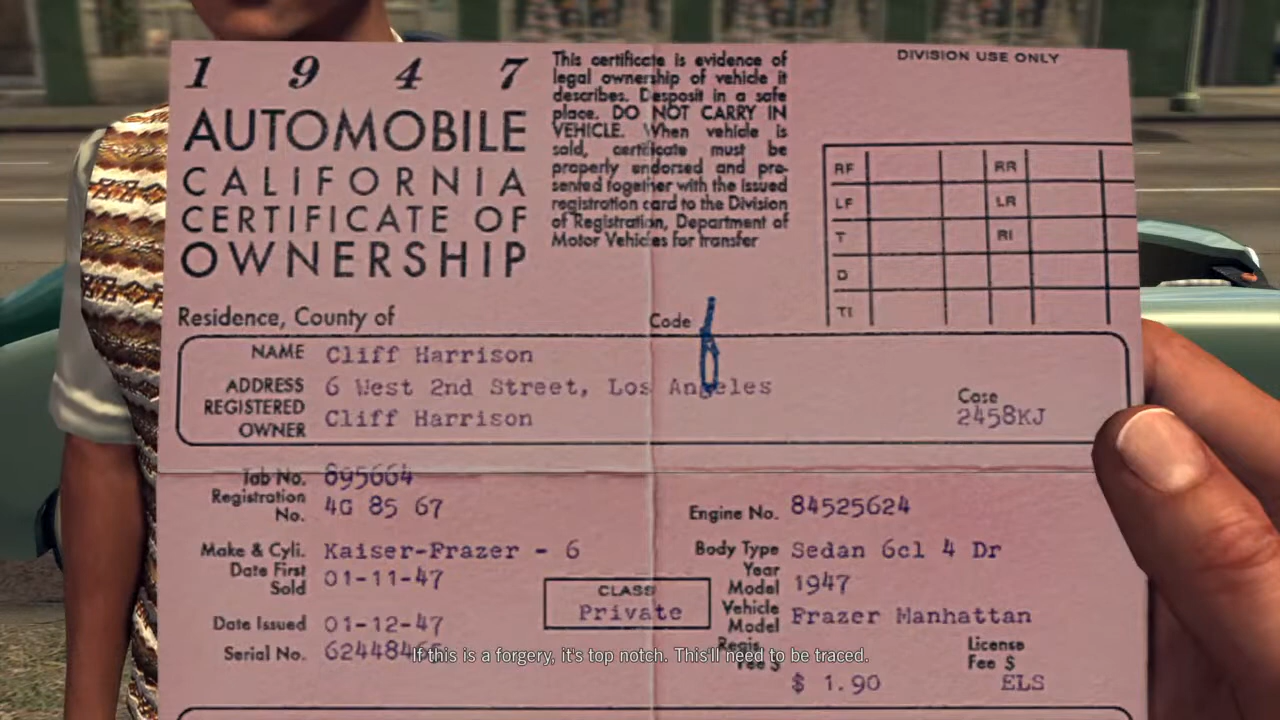 1 9 4 7
AUTOMOBILE
CALIFORNIA
CERTIFICATE OF
OWNERSHIP
This certificate is evidence of
legal ownership of vehicle it
describes. Desposit in a safe
place. DO NOT CARRY IN
VEHICLE. When vehicle is
sold, certificate must be
properly endorsed and pre-
sented together with the issued
registration card to the Division
of Registration, Department of
Motor Vehicles for transfer
DIVISION USE ONLY
RF RR
LF LR
T RI
D
TI
Residence, County of
Code
NAME Cliff Harrison
ADDRESS 6 West 2nd Street, Los Angeles
REGISTERED OWNER Cliff Harrison
Case
2458KJ
Tab No. 895664
Registration No. 4G 85 67
Engine No. 84525624
Make & Cyli. Kaiser-Frazer - 6
Body Type Sedan 6cl 4 Dr
Date First Sold 01-11-47
Year Model 1947
CLASS
Private
Vehicle Model Frazer Manhattan
Date Issued 01-12-47
Serial No.
Fee $
$ 1.90
License
Fee $
ELS
If this is a forgery, it's top notch. This'll need to be traced.